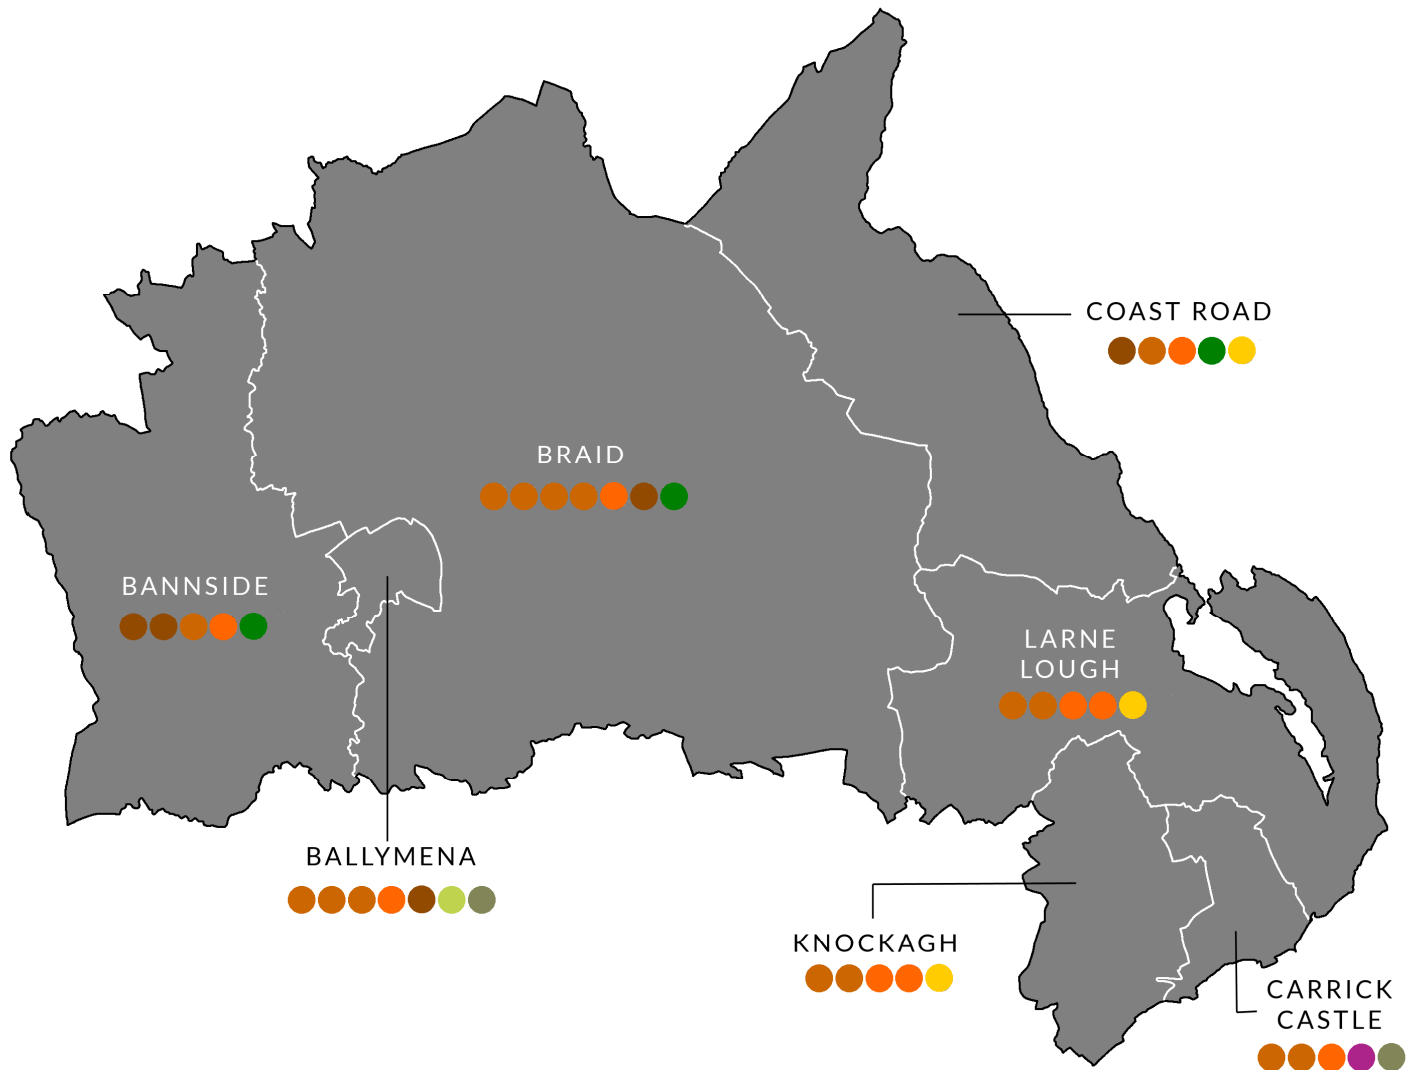 COAST ROAD
BRAID
BANNSIDE
LARNE
LOUGH
BALLYMENA
KNOCKAGH
CARRICK
CASTLE